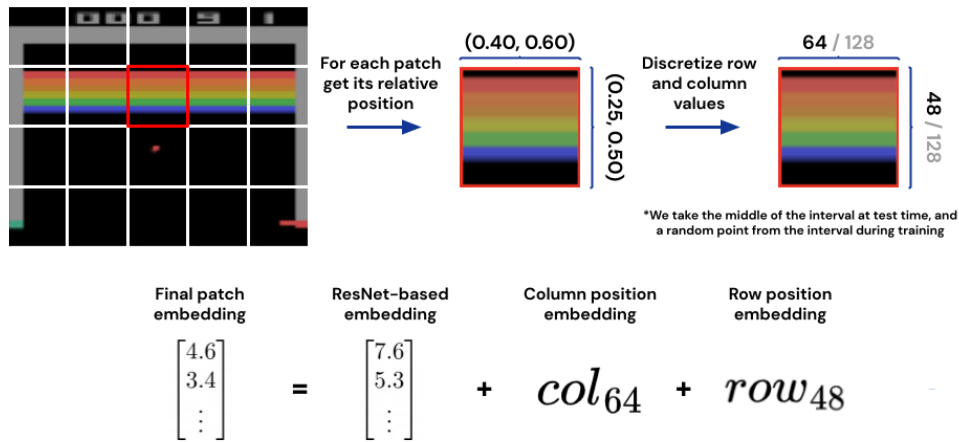 000 9 1
For each patch
get its relative
position
(0.40, 0.60)
(0.25, 0.50)
Discretize row
and column
values
64 / 128
48 / 128
*We take the middle of the interval at test time, and
a random point from the interval during training
Final patch
embedding
ResNet-based
embedding
Column position
embedding
Row position
embedding
[4.6 3.4 ⋮] = [7.6 5.3 ⋮] + col64 + row48